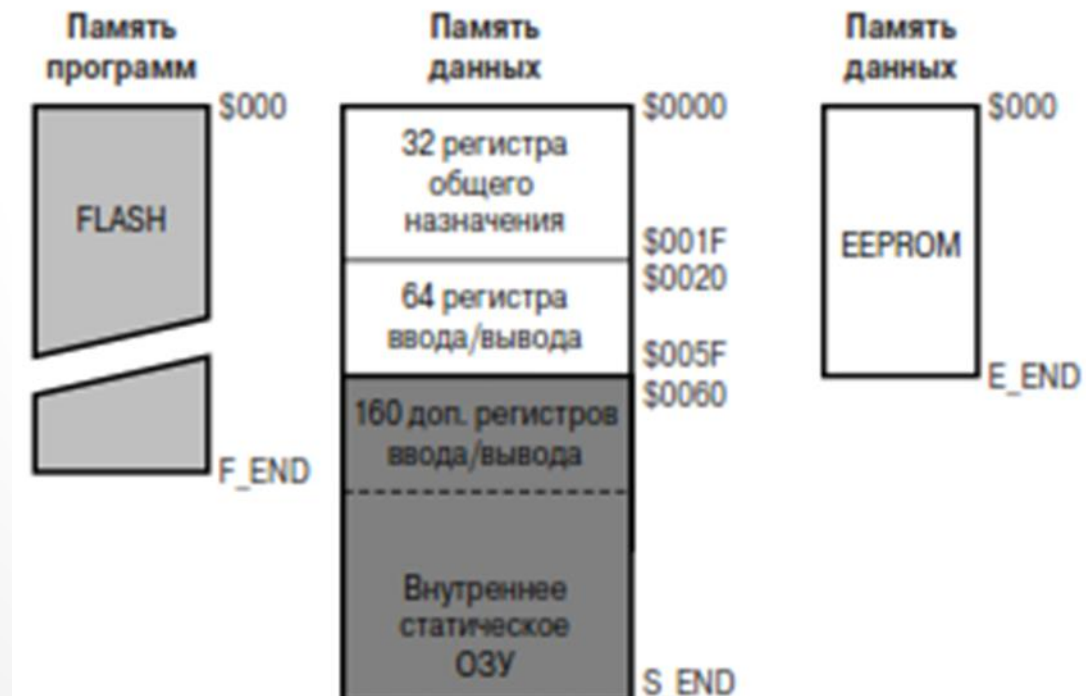 Память
программ
$000
FLASH
F_END
Память
данных
$0000
32 регистра
общего
назначения
$001F
$0020
64 регистра
ввода/вывода
$005F
$0060
160 доп. регистров
ввода/вывода
Внутреннее
статическое
ОЗУ
S_END
Память
данных
$000
EEPROM
E_END